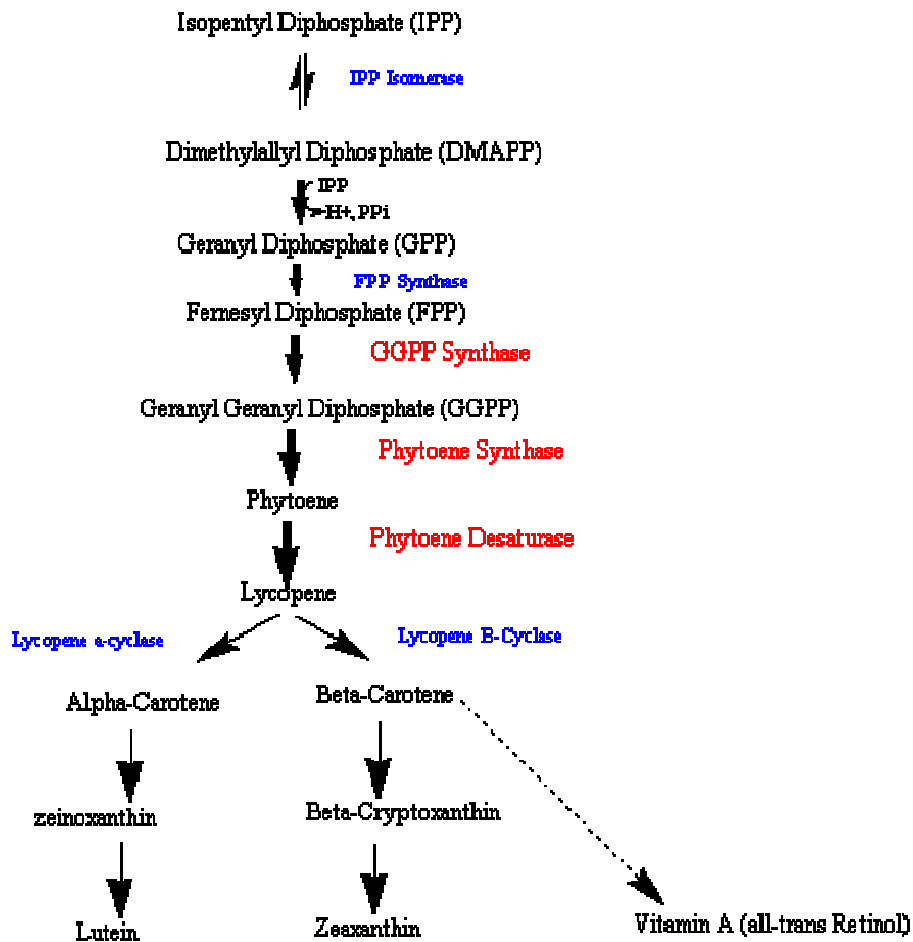 Isopentyl Diphosphate (IPP)
IPP Isomerase
Dimethylallyl Diphosphate (DMAPP)
IPP
H+, PPi
Geranyl Diphosphate (GPP)
FPP Synthase
Fernesyl Diphosphate (FPP)
GGPP Synthase
Geranyl Geranyl Diphosphate (GGPP)
Phytoene Synthase
Phytoene
Phytoene Desaturase
Lycopene
Lycopene e-cyclase
Lycopene B-Cyclase
Alpha-Carotene
Beta-Carotene
zeinoxanthin
Beta-Cryptoxanthin
Lutein
Zeaxanthin
Vitamin A (all-trans Retinol)